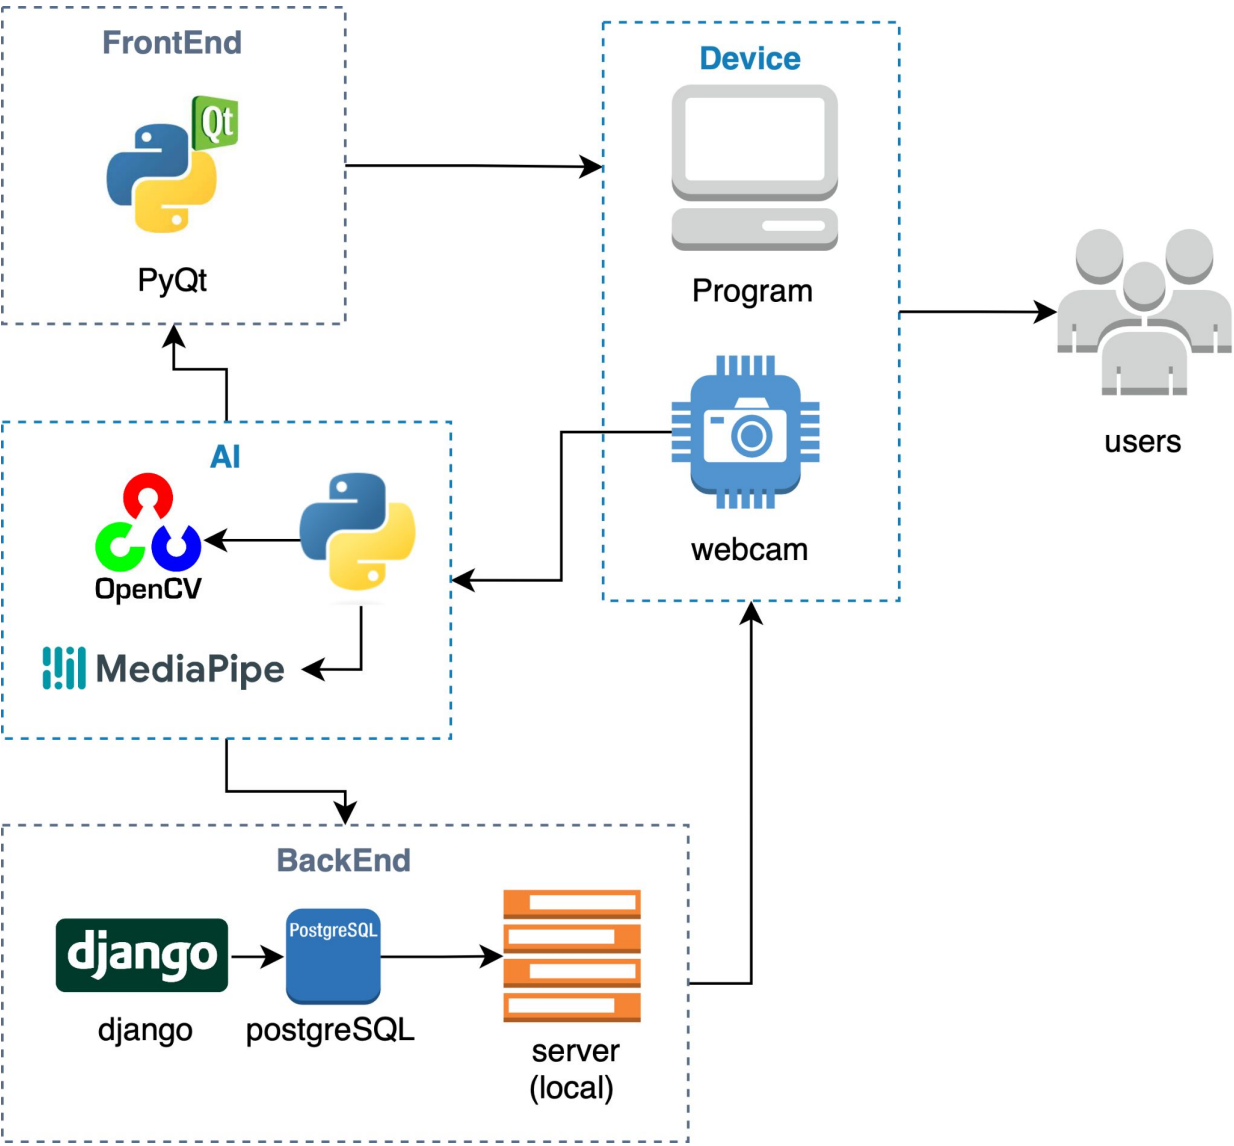 FrontEnd
Qt
PyQt
Device
Program
webcam
users
AI
OpenCV
MediaPipe
BackEnd
django
django
PostgreSQL
postgreSQL
server
(local)